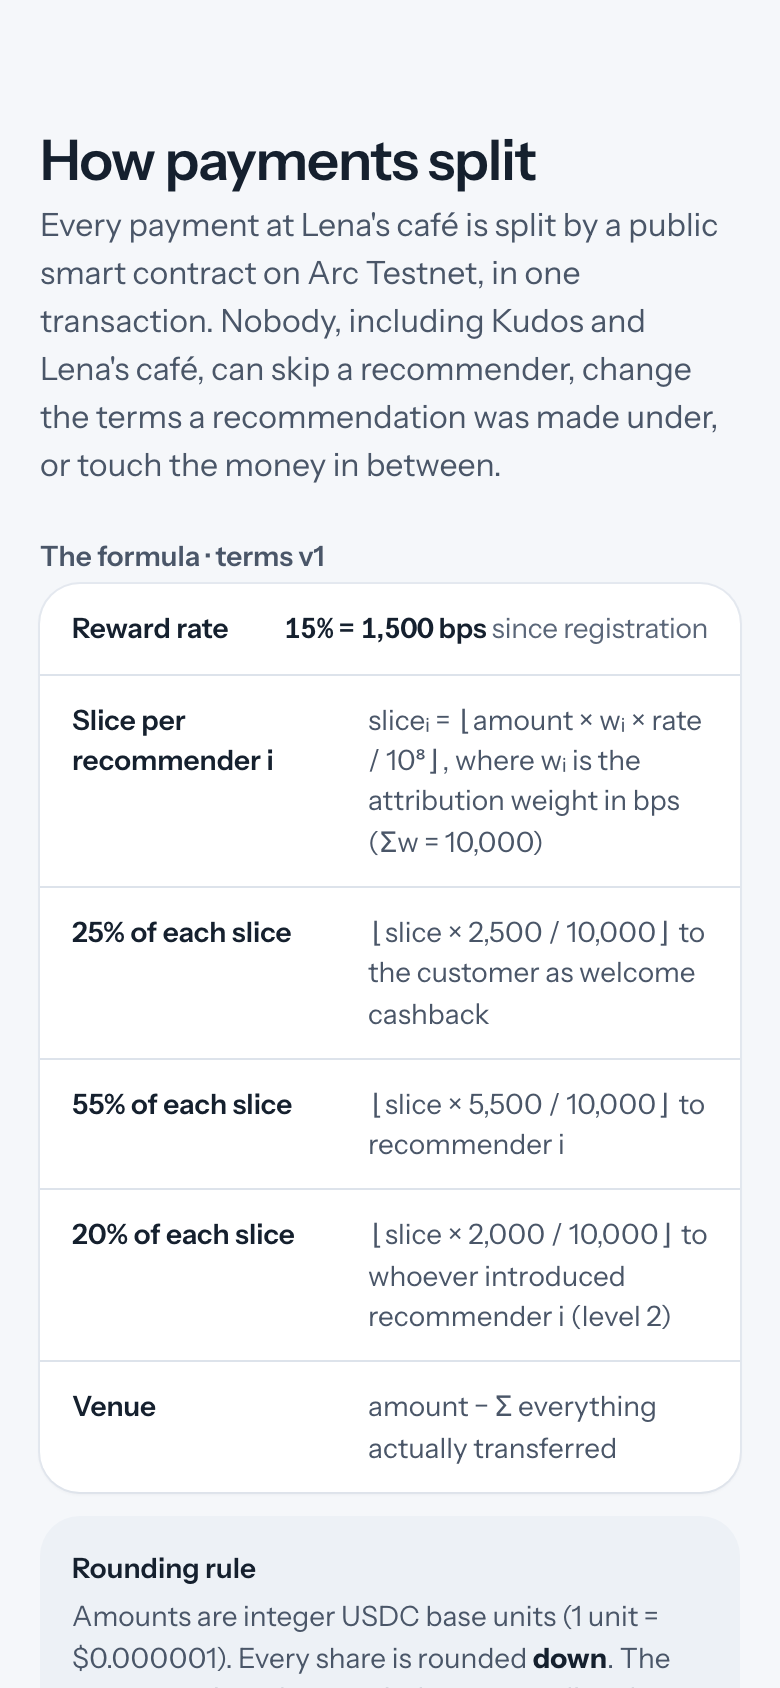 How payments split
Every payment at Lena's café is split by a public
smart contract on Arc Testnet, in one
transaction. Nobody, including Kudos and
Lena's café, can skip a recommender, change
the terms a recommendation was made under,
or touch the money in between.
The formula · terms v1
Reward rate 15% = 1,500 bps since registration
Slice per
recommender i
sliceᵢ = ⌊amount × wᵢ × rate
/ 10⁸⌋, where wᵢ is the
attribution weight in bps
(Σw = 10,000)
25% of each slice
⌊slice × 2,500 / 10,000⌋ to
the customer as welcome
cashback
55% of each slice
⌊slice × 5,500 / 10,000⌋ to
recommender i
20% of each slice
⌊slice × 2,000 / 10,000⌋ to
whoever introduced
recommender i (level 2)
Venue
amount − Σ everything
actually transferred
Rounding rule
Amounts are integer USDC base units (1 unit =
$0.000001). Every share is rounded down. The